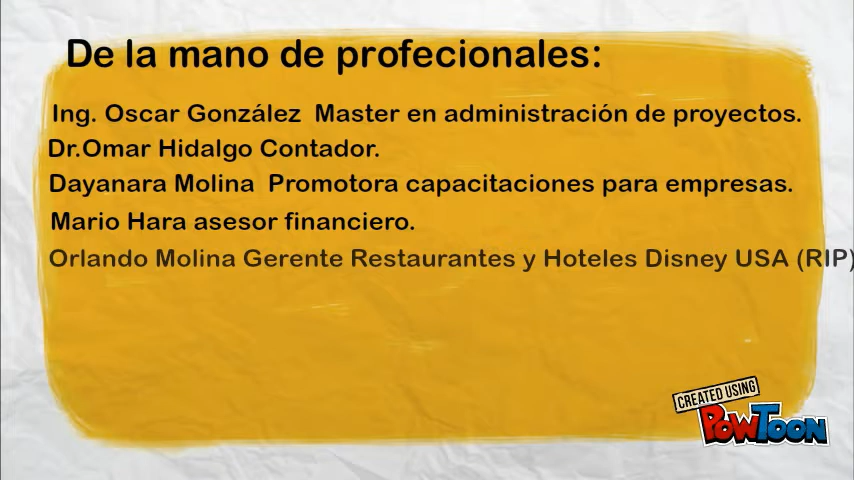 De la mano de profecionales:
Ing. Oscar González  Master en administración de proyectos.
Dr.Omar Hidalgo Contador.
Dayanara Molina  Promotora capacitaciones para empresas.
Mario Hara asesor financiero.
Orlando Molina Gerente Restaurantes y Hoteles Disney USA (RIP)
CREATED USING
POWTOON